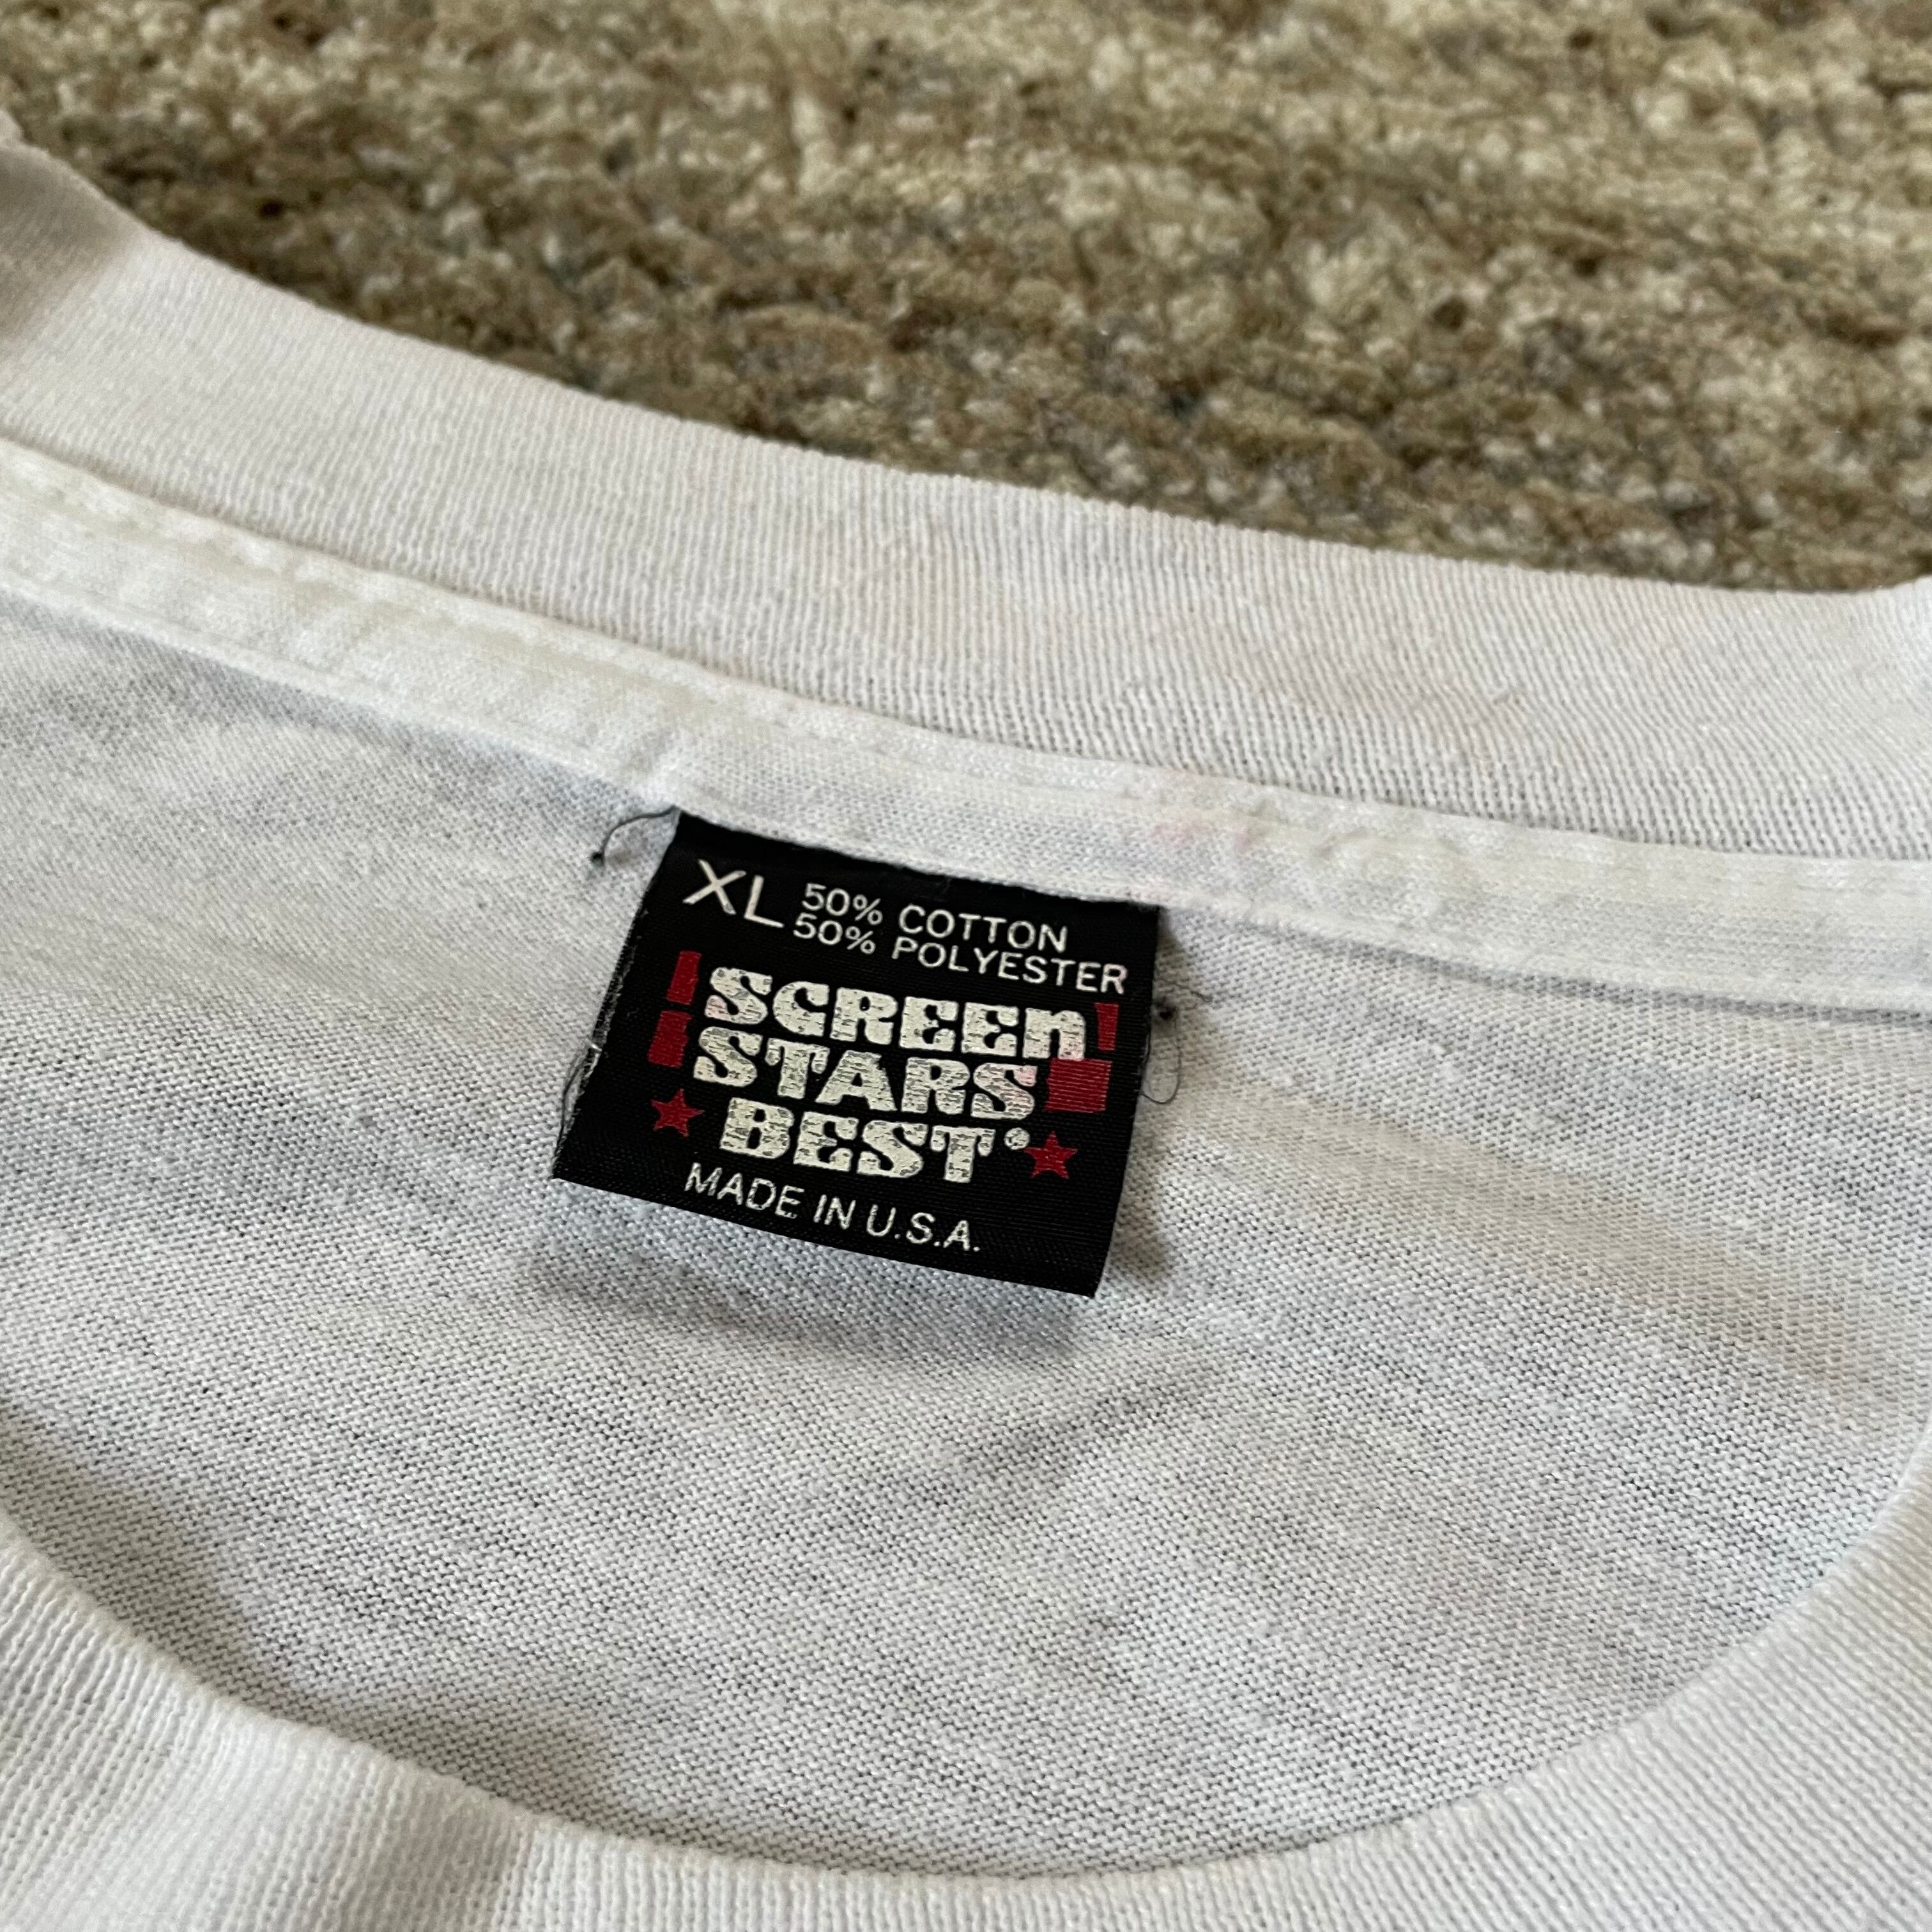 XL 50% COTTON
50% POLYESTER
SCREEn
STARS
BEST®
MADE IN U.S.A.